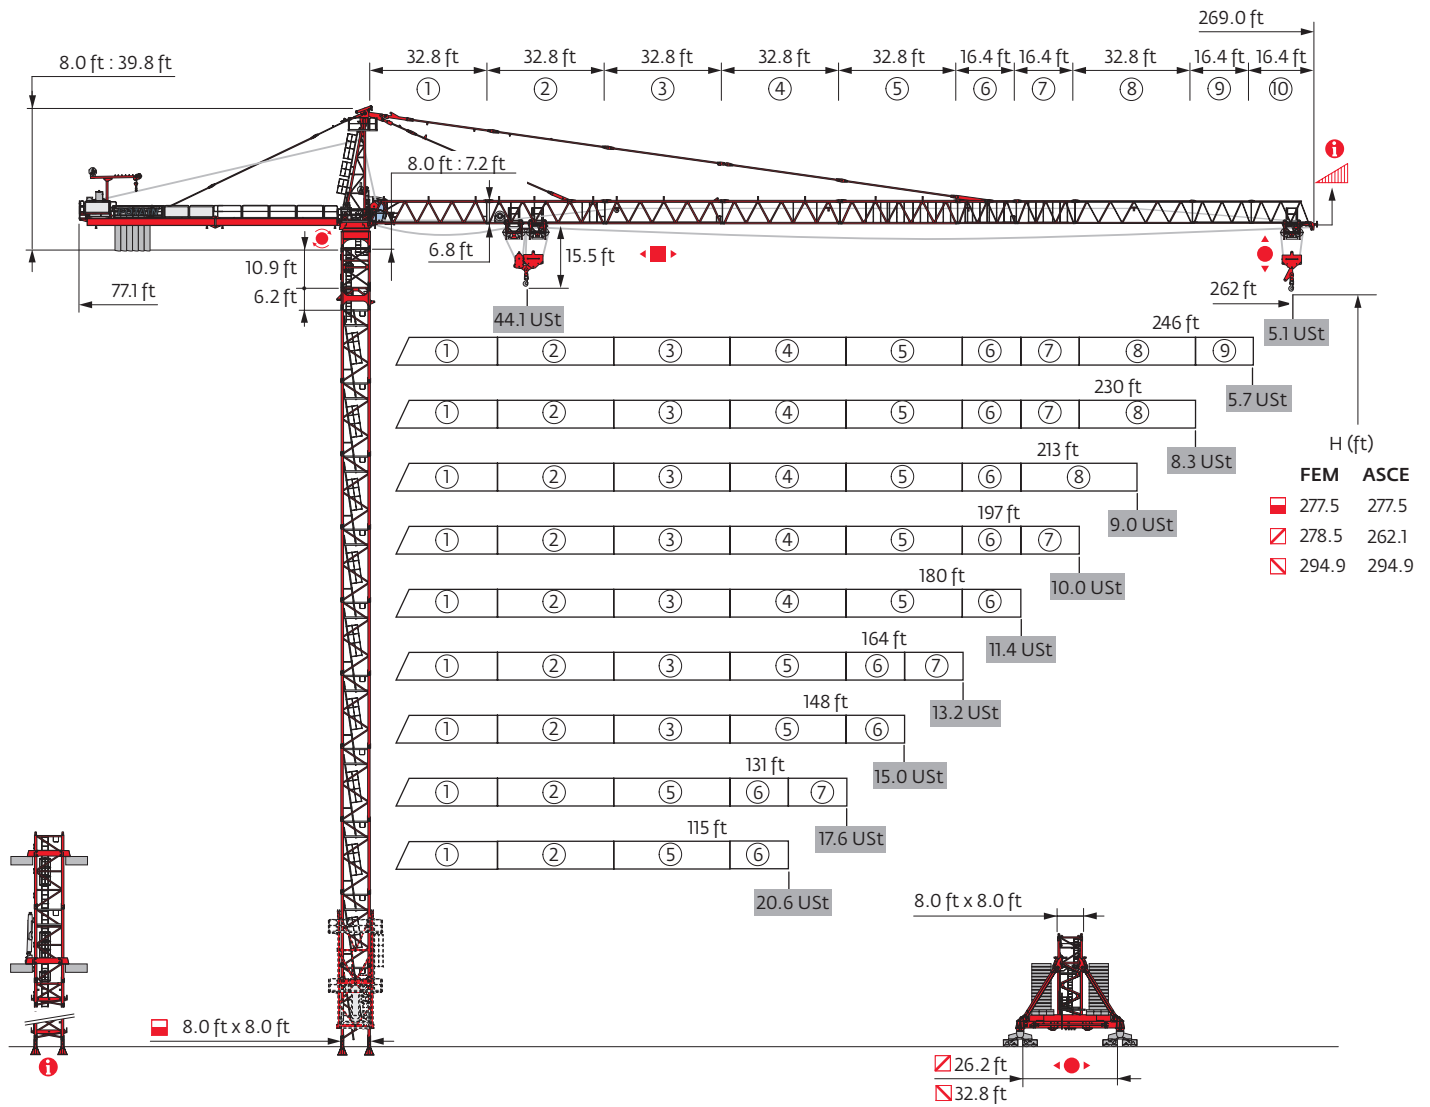 269.0 ft
8.0 ft : 39.8 ft
32.8 ft 32.8 ft 32.8 ft 32.8 ft 32.8 ft 16.4 ft 16.4 ft 32.8 ft 16.4 ft 16.4 ft
1 2 3 4 5 6 7 8 9 10
i
8.0 ft : 7.2 ft
6.8 ft
15.5 ft
10.9 ft
77.1 ft
6.2 ft
262 ft
44.1 USt
5.1 USt
246 ft
1 2 3 4 5 6 7 8 9
5.7 USt
230 ft
1 2 3 4 5 6 7 8
8.3 USt
213 ft
1 2 3 4 5 6 8
9.0 USt
197 ft
1 2 3 4 5 6 7
10.0 USt
180 ft
1 2 3 4 5 6
11.4 USt
164 ft
1 2 3 5 6 7
13.2 USt
148 ft
1 2 3 5 6
15.0 USt
131 ft
1 2 5 6 7
17.6 USt
115 ft
1 2 5 6
20.6 USt
H (ft)
FEM ASCE
277.5 277.5
278.5 262.1
294.9 294.9
8.0 ft x 8.0 ft
8.0 ft x 8.0 ft
i
26.2 ft
32.8 ft